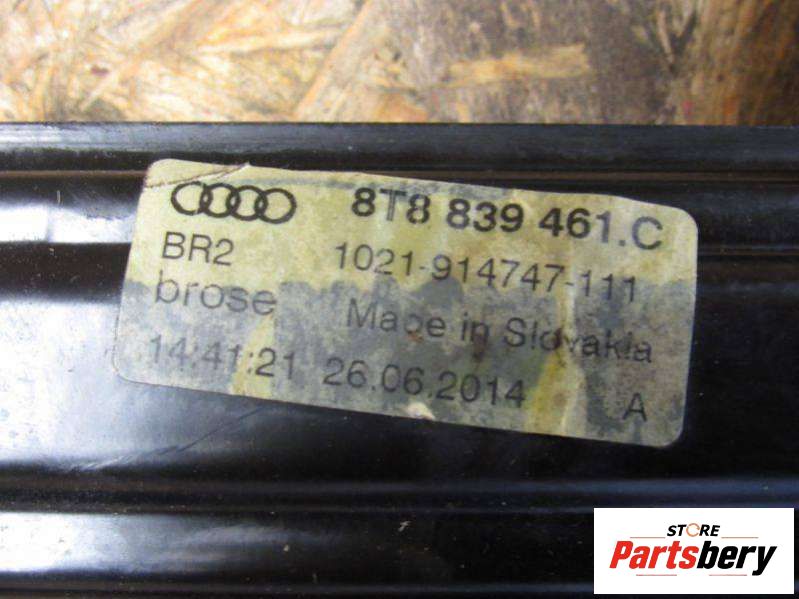 8T8 839 461.C
BR2 1021-914747-111
brose Made in Slovakia
14:41:21 26.06.2014 A
STORE
Partsbery